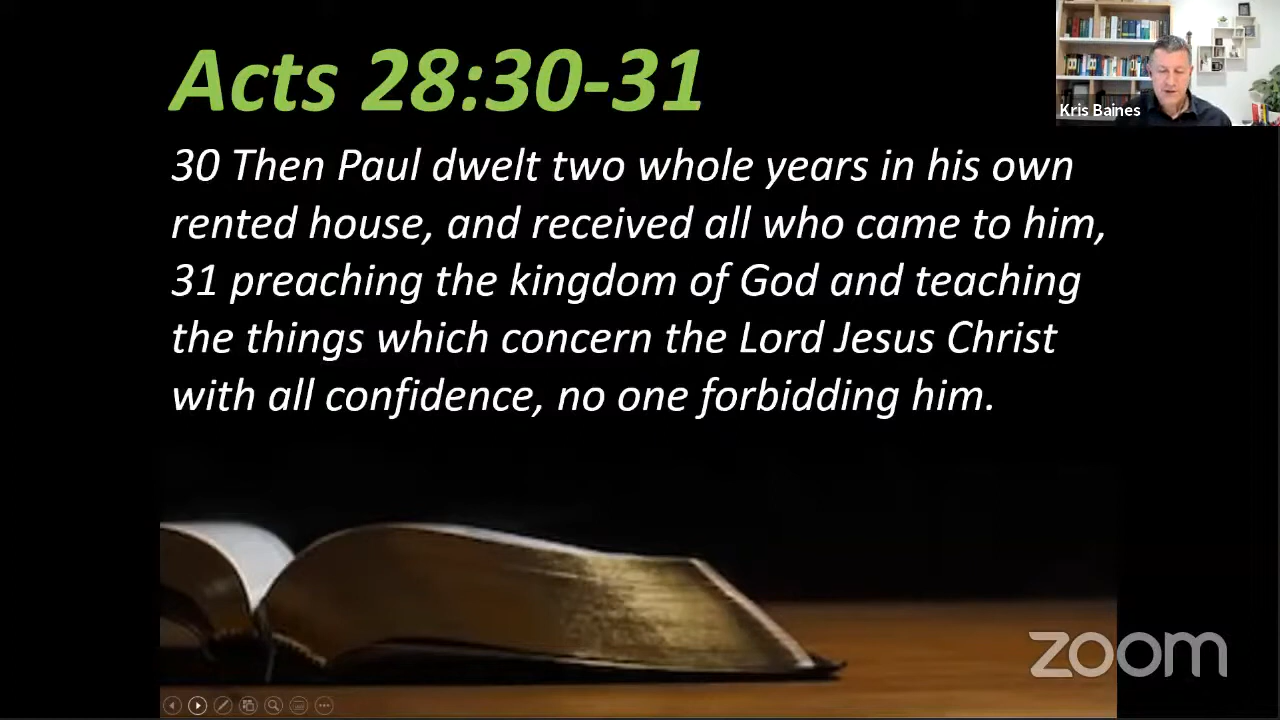 Acts 28:30-31
Kris Baines
30 Then Paul dwelt two whole years in his own
rented house, and received all who came to him,
31 preaching the kingdom of God and teaching
the things which concern the Lord Jesus Christ
with all confidence, no one forbidding him.
zoom